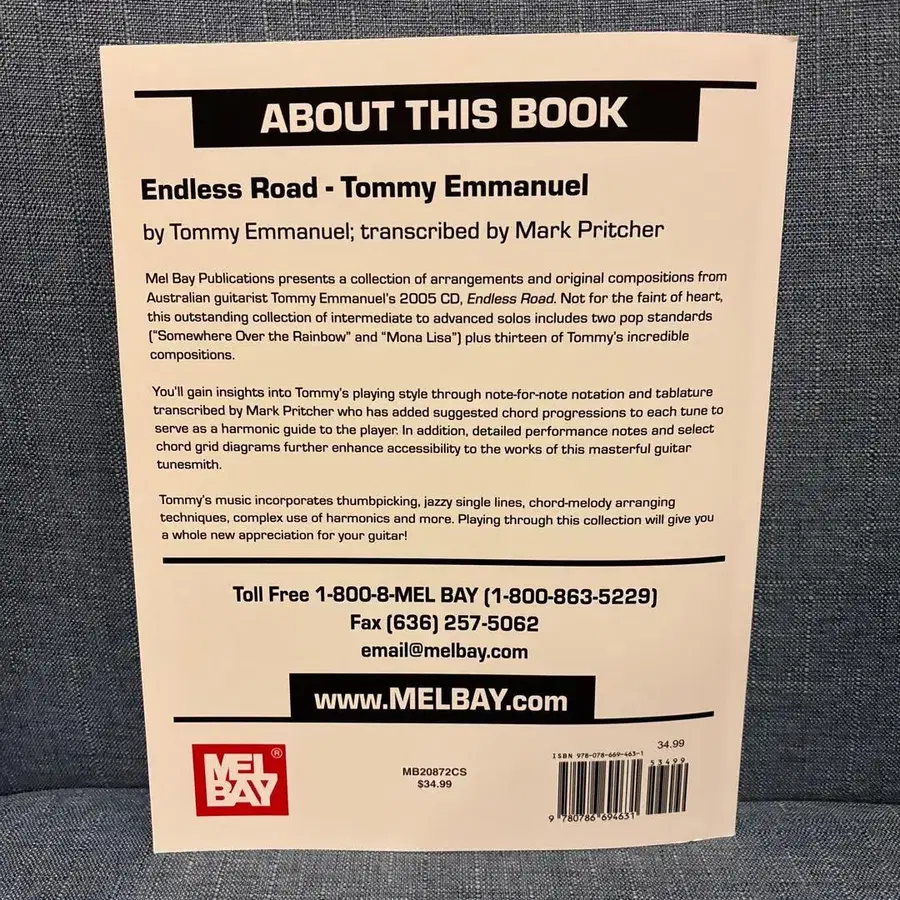 ABOUT THIS BOOK
Endless Road - Tommy Emmanuel
by Tommy Emmanuel; transcribed by Mark Pritcher
Mel Bay Publications presents a collection of arrangements and original compositions from
Australian guitarist Tommy Emmanuel's 2005 CD, Endless Road. Not for the faint of heart,
this outstanding collection of intermediate to advanced solos includes two pop standards
("Somewhere Over the Rainbow" and "Mona Lisa") plus thirteen of Tommy's incredible
compositions.
You'll gain insights into Tommy's playing style through note-for-note notation and tablature
transcribed by Mark Pritcher who has added suggested chord progressions to each tune to
serve as a harmonic guide to the player. In addition, detailed performance notes and select
chord grid diagrams further enhance accessibility to the works of this masterful guitar
tunesmith.
Tommy's music incorporates thumbpicking, jazzy single lines, chord-melody arranging
techniques, complex use of harmonics and more. Playing through this collection will give you
a whole new appreciation for your guitar!
Toll Free 1-800-8-MEL BAY (1-800-863-5229)
Fax (636) 257-5062
email@melbay.com
www.MELBAY.com
MEL BAY ®
MB20872CS
$34.99
34.99
ISBN 978-078-669-463-1
53499
9 780786 694631